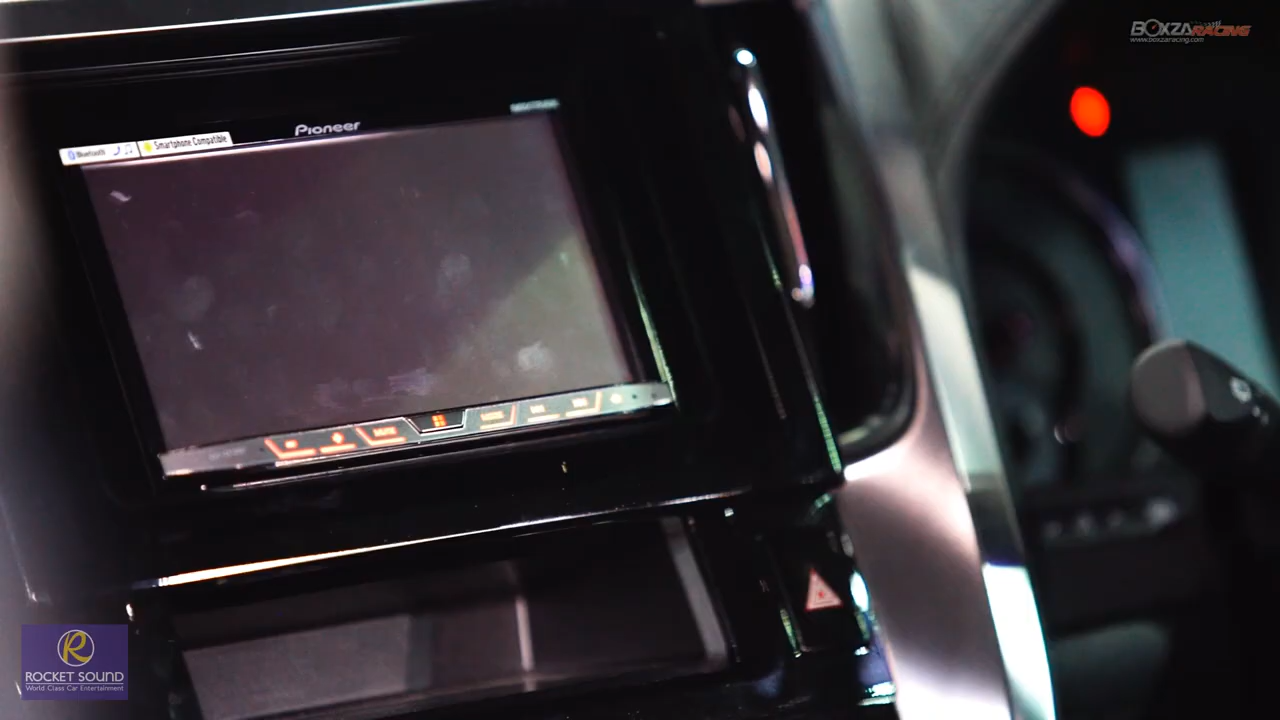 BOXZARACING
www.boxzaracing.com
Pioneer
Bluetooth
Smartphone Compatible
R
ROCKET SOUND
World Class Car Entertainment